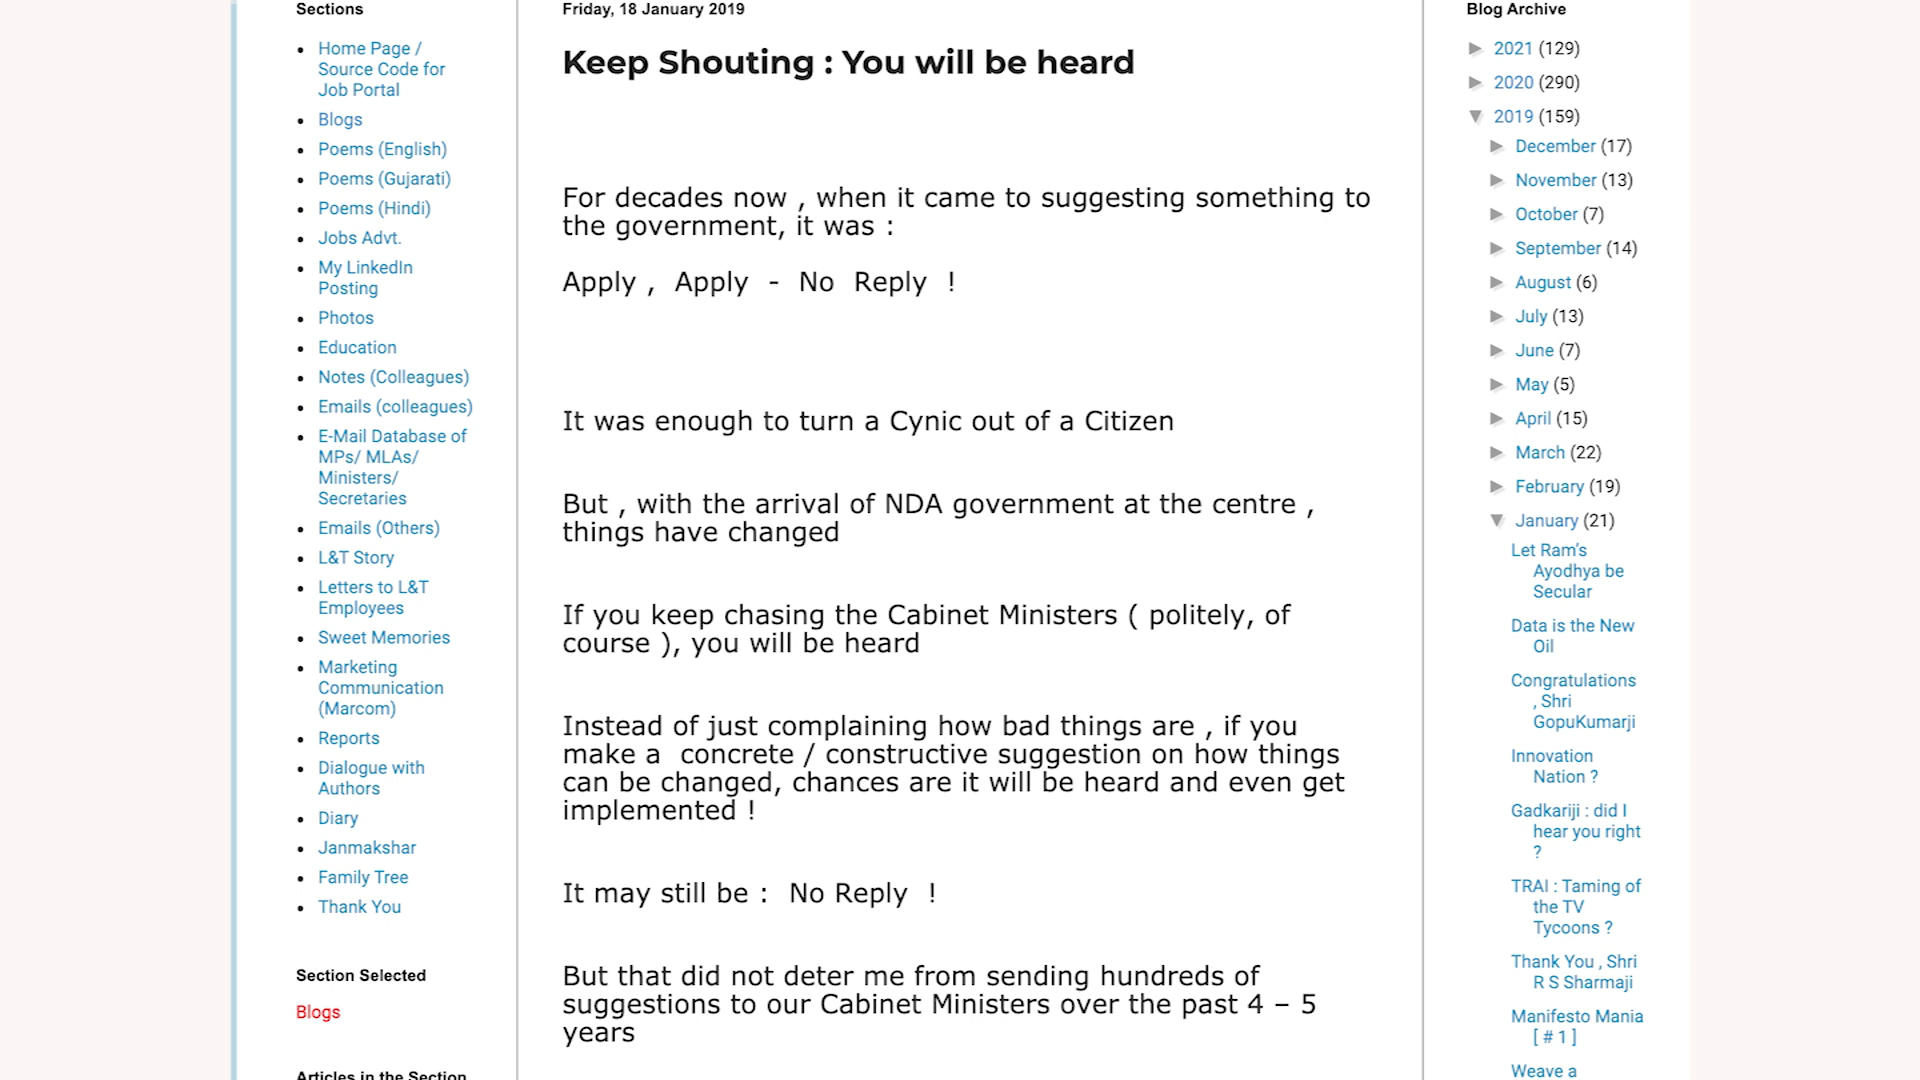 Sections
Home Page /
Source Code for
Job Portal
Blogs
Poems (English)
Poems (Gujarati)
Poems (Hindi)
Jobs Advt.
My LinkedIn
Posting
Photos
Education
Notes (Colleagues)
Emails (colleagues)
E-Mail Database of
MPs/ MLAs/
Ministers/
Secretaries
Emails (Others)
L&T Story
Letters to L&T
Employees
Sweet Memories
Marketing
Communication
(Marcom)
Reports
Dialogue with
Authors
Diary
Janmakshar
Family Tree
Thank You
Section Selected
Blogs
Articles in the Section
Friday, 18 January 2019
Keep Shouting : You will be heard
For decades now , when it came to suggesting something to
the government, it was :
Apply , Apply - No Reply !
It was enough to turn a Cynic out of a Citizen
But , with the arrival of NDA government at the centre ,
things have changed
If you keep chasing the Cabinet Ministers ( politely, of
course ), you will be heard
Instead of just complaining how bad things are , if you
make a concrete / constructive suggestion on how things
can be changed, chances are it will be heard and even get
implemented !
It may still be : No Reply !
But that did not deter me from sending hundreds of
suggestions to our Cabinet Ministers over the past 4 – 5
years
Blog Archive
► 2021 (129)
► 2020 (290)
▼ 2019 (159)
► December (17)
► November (13)
► October (7)
► September (14)
► August (6)
► July (13)
► June (7)
► May (5)
► April (15)
► March (22)
► February (19)
▼ January (21)
Let Ram’s
Ayodhya be
Secular
Data is the New
Oil
Congratulations
, Shri
GopuKumarji
Innovation
Nation ?
Gadkariji : did I
hear you right
?
TRAI : Taming of
the TV
Tycoons ?
Thank You , Shri
R S Sharmaji
Manifesto Mania
[ # 1 ]
Weave a